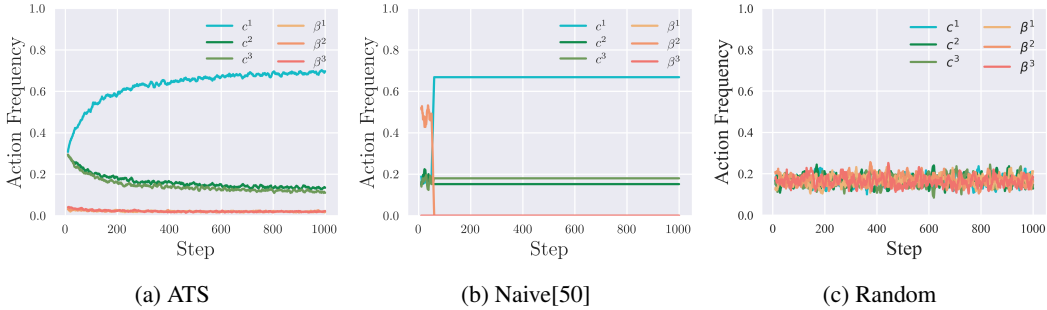 1.0
0.8
0.6
0.4
0.2
0.0
Action Frequency
0 200 400 600 800 1000
Step
c¹ β¹
c² β²
c³ β³
(a) ATS
1.0
0.8
0.6
0.4
0.2
0.0
Action Frequency
0 200 400 600 800 1000
Step
c¹ β¹
c² β²
c³ β³
(b) Naive[50]
1.0
0.8
0.6
0.4
0.2
0.0
Action Frequency
0 200 400 600 800 1000
Step
c¹ β¹
c² β²
c³ β³
(c) Random